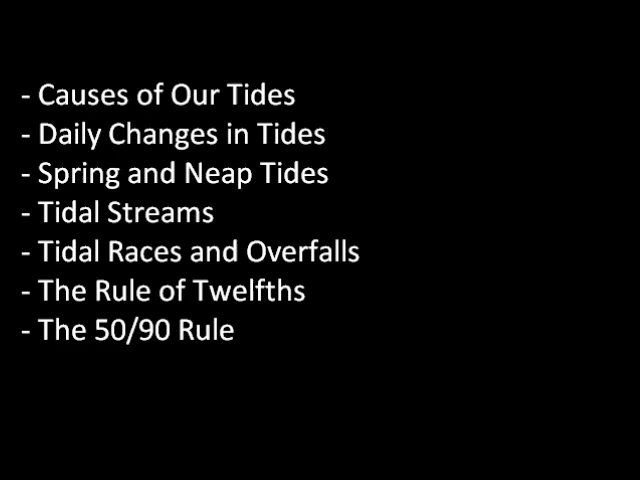 - Causes of Our Tides
- Daily Changes in Tides
- Spring and Neap Tides
- Tidal Streams
- Tidal Races and Overfalls
- The Rule of Twelfths
- The 50/90 Rule